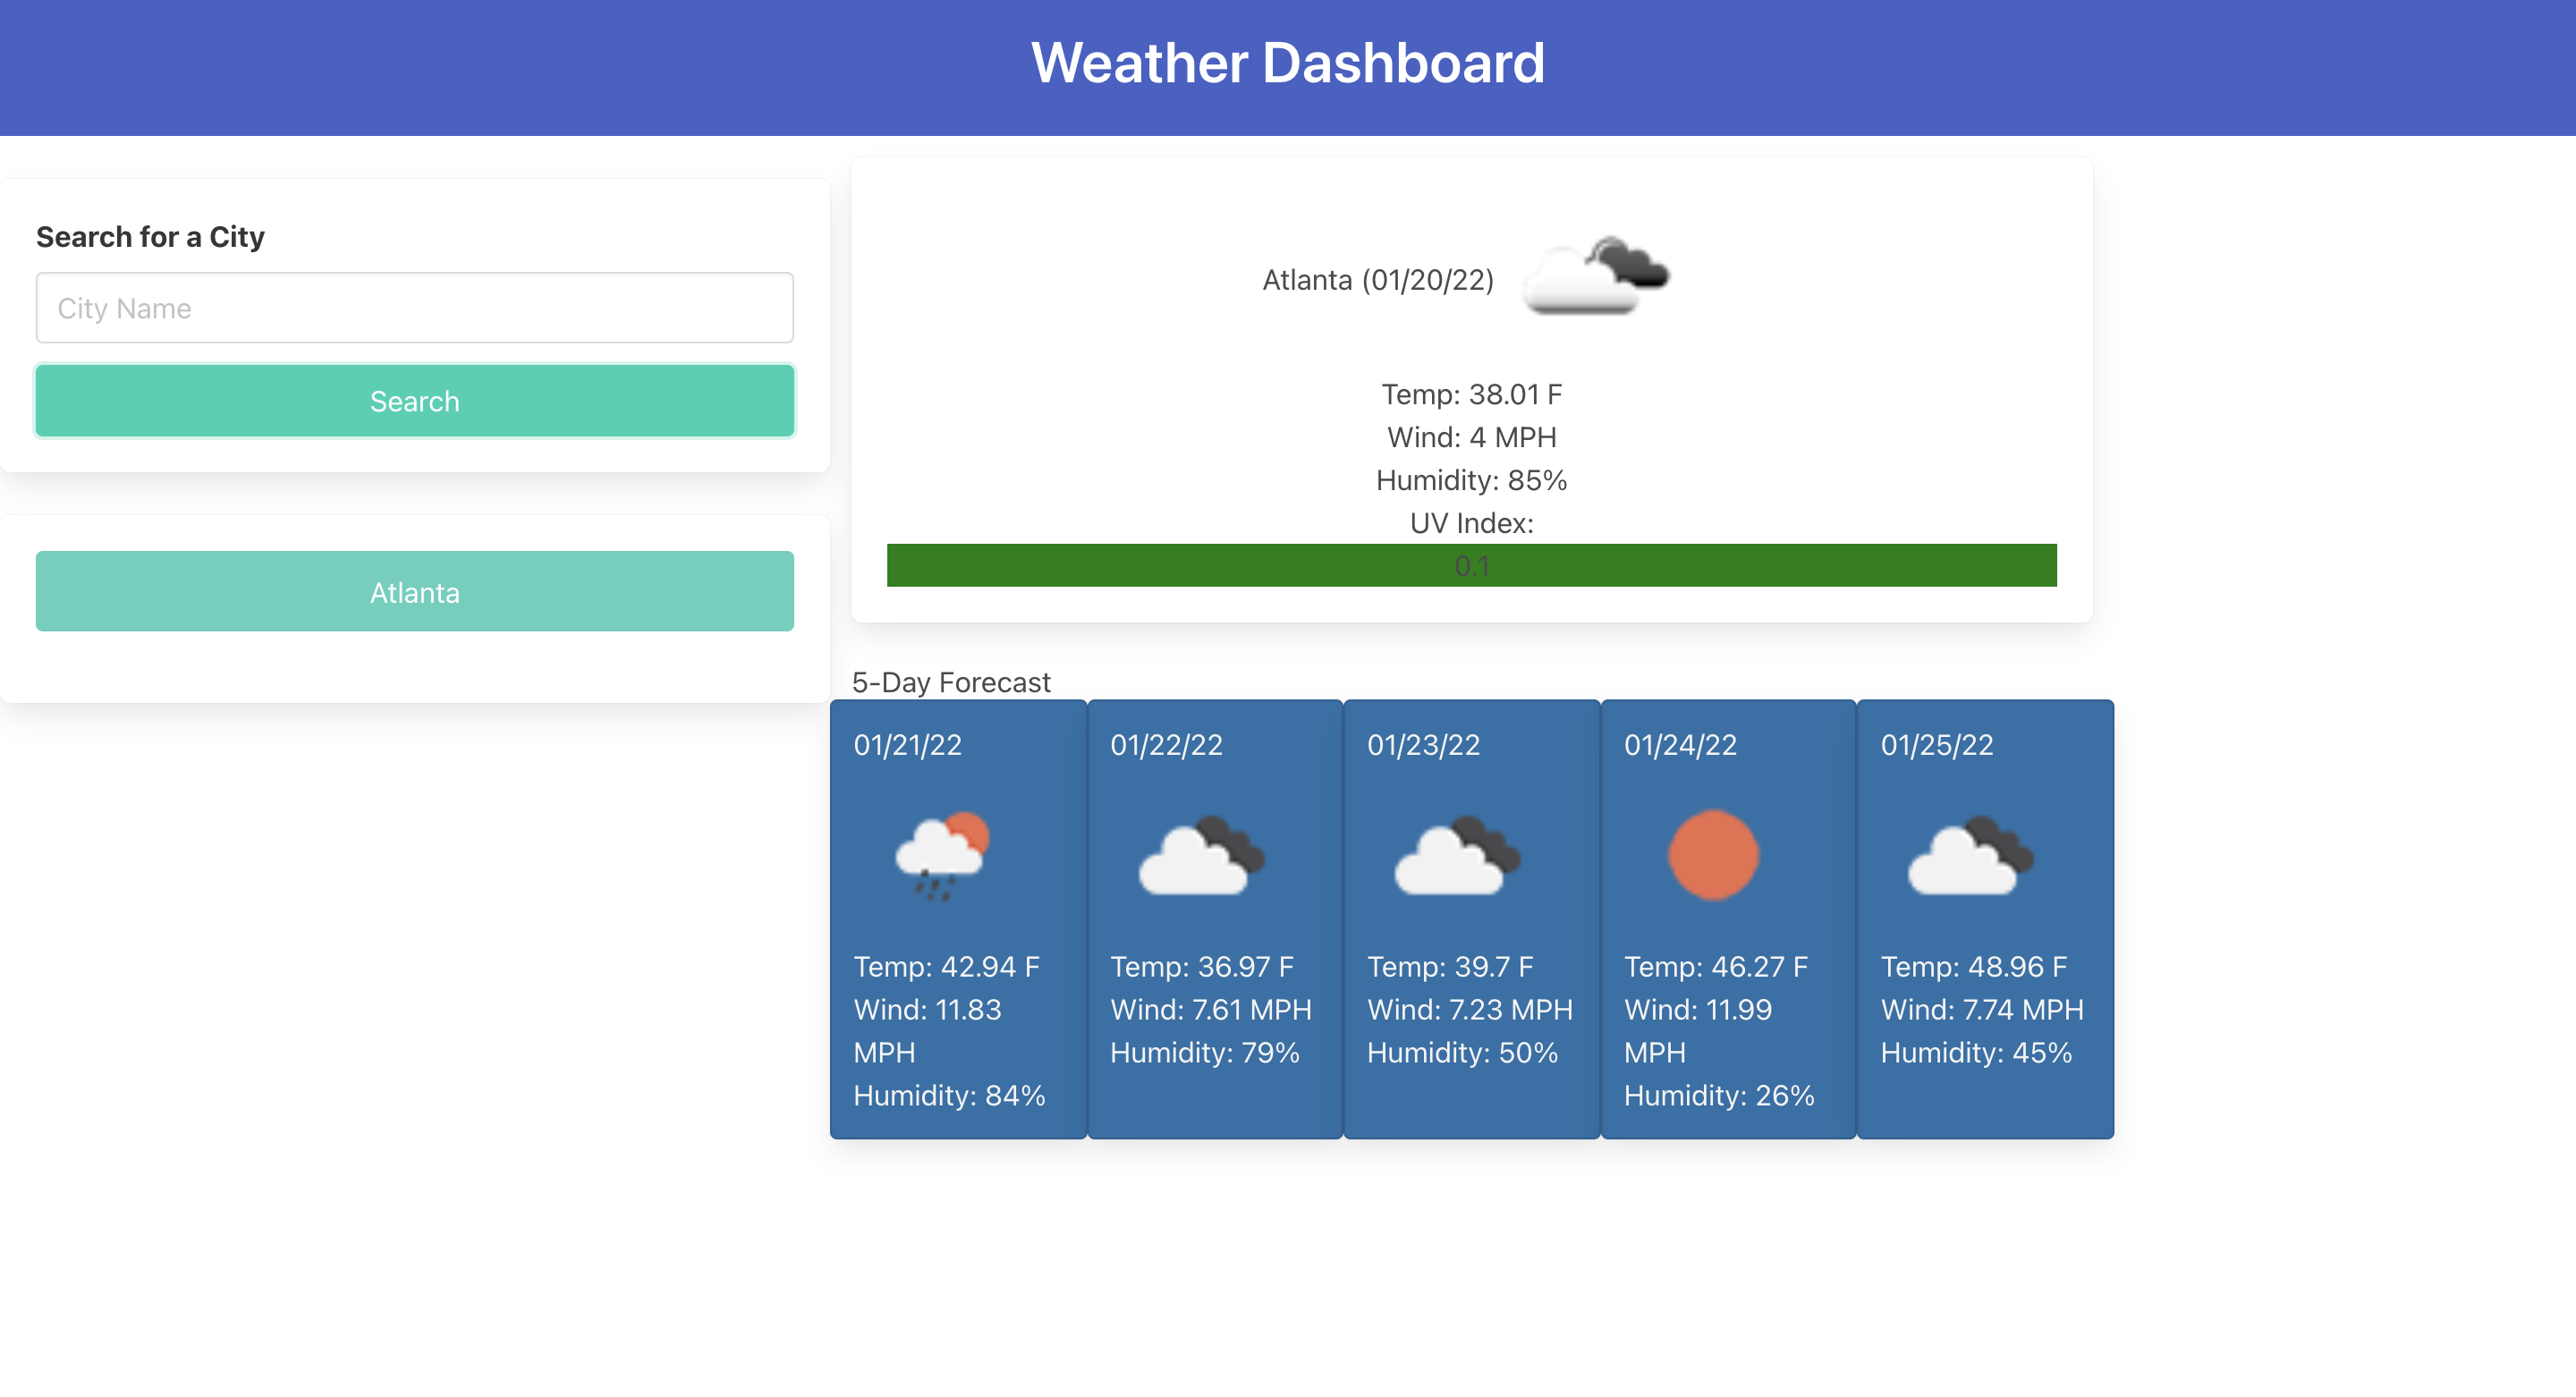 Weather Dashboard
Search for a City
City Name
Search
Atlanta
Atlanta (01/20/22)
Temp: 38.01 F
Wind: 4 MPH
Humidity: 85%
UV Index:
0.1
5-Day Forecast
01/21/22
Temp: 42.94 F
Wind: 11.83
MPH
Humidity: 84%
01/22/22
Temp: 36.97 F
Wind: 7.61 MPH
Humidity: 79%
01/23/22
Temp: 39.7 F
Wind: 7.23 MPH
Humidity: 50%
01/24/22
Temp: 46.27 F
Wind: 11.99
MPH
Humidity: 26%
01/25/22
Temp: 48.96 F
Wind: 7.74 MPH
Humidity: 45%